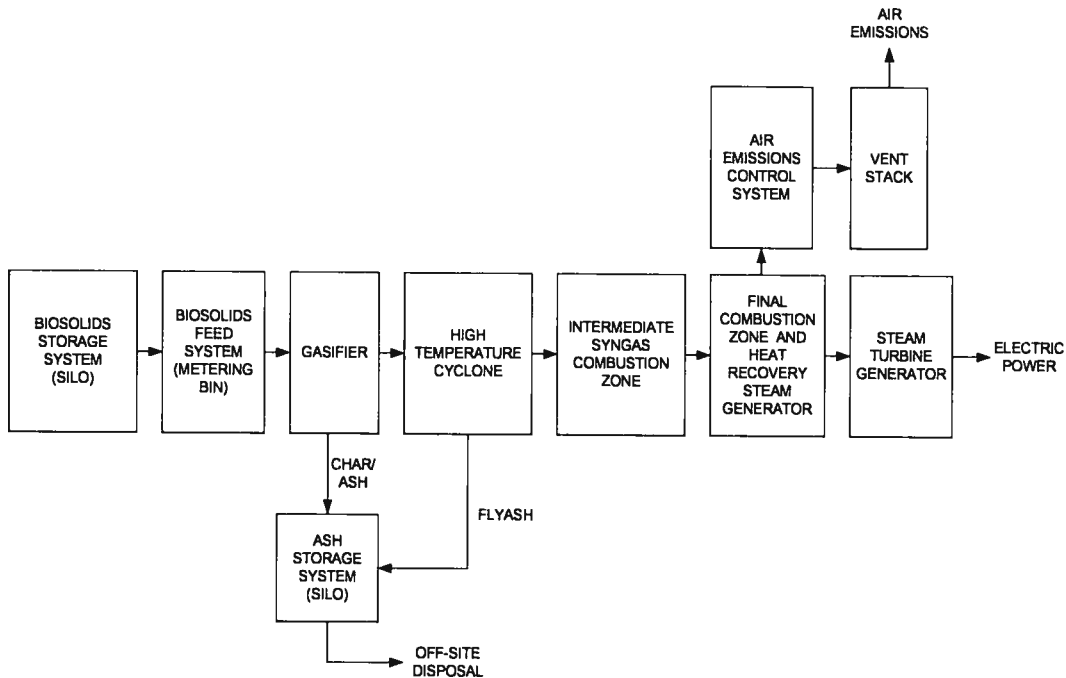 AIR
EMISSIONS
AIR
EMISSIONS
CONTROL
SYSTEM
VENT
STACK
BIOSOLIDS
STORAGE
SYSTEM
(SILO)
BIOSOLIDS
FEED
SYSTEM
(METERING
BIN)
GASIFIER
HIGH
TEMPERATURE
CYCLONE
INTERMEDIATE
SYNGAS
COMBUSTION
ZONE
FINAL
COMBUSTION
ZONE AND
HEAT
RECOVERY
STEAM
GENERATOR
STEAM
TURBINE
GENERATOR
ELECTRIC
POWER
CHAR/
ASH
FLYASH
ASH
STORAGE
SYSTEM
(SILO)
OFF-SITE
DISPOSAL